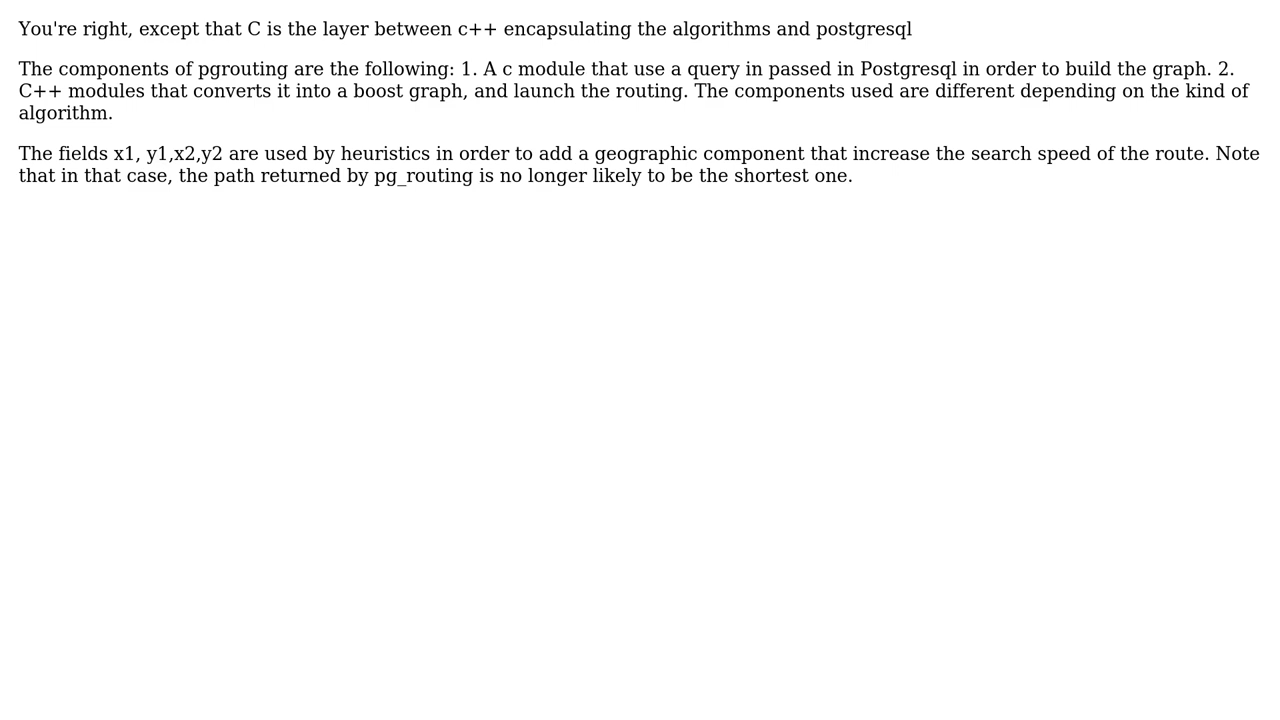 You're right, except that C is the layer between c++ encapsulating the algorithms and postgresql
The components of pgrouting are the following: 1. A c module that use a query in passed in Postgresql in order to build the graph. 2.
C++ modules that converts it into a boost graph, and launch the routing. The components used are different depending on the kind of
algorithm.
The fields x1, y1,x2,y2 are used by heuristics in order to add a geographic component that increase the search speed of the route. Note
that in that case, the path returned by pg_routing is no longer likely to be the shortest one.